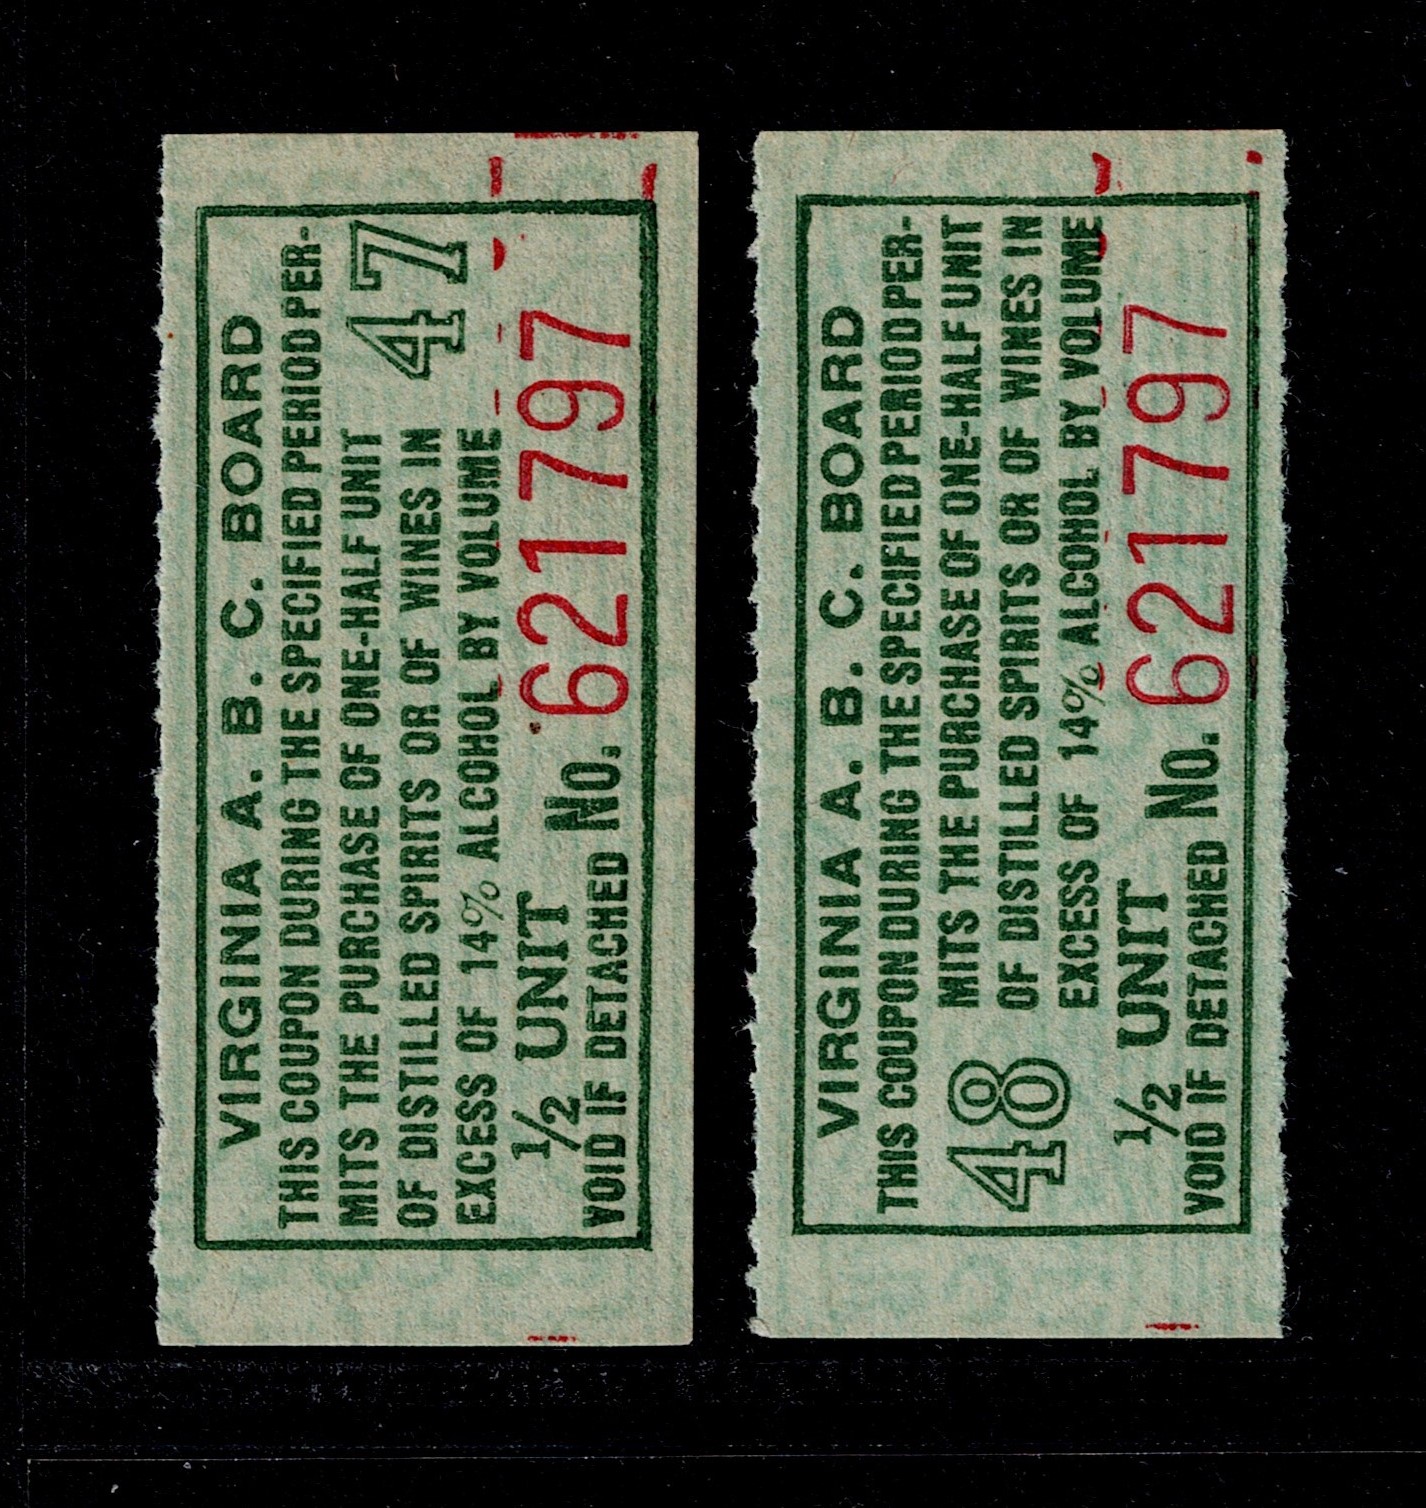 VIRGINIA A. B. C. BOARD
THIS COUPON DURING THE SPECIFIED PERIOD PER-
MITS THE PURCHASE OF ONE-HALF UNIT
OF DISTILLED SPIRITS OR OF WINES IN
EXCESS OF 14% ALCOHOL BY VOLUME
47
1/2 UNIT
VOID IF DETACHED No. 621797
VIRGINIA A. B. C. BOARD
THIS COUPON DURING THE SPECIFIED PERIOD PER-
48
MITS THE PURCHASE OF ONE-HALF UNIT
OF DISTILLED SPIRITS OR OF WINES IN
EXCESS OF 14% ALCOHOL BY VOLUME
1/2 UNIT
VOID IF DETACHED No. 621797